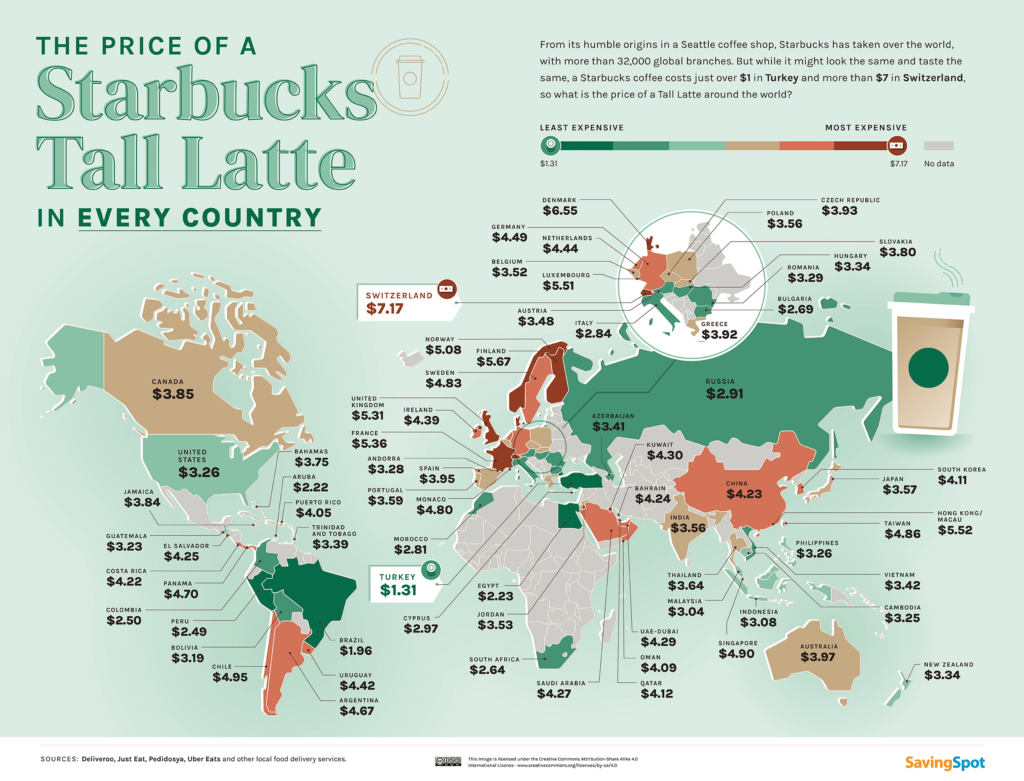 THE PRICE OF A
Starbucks
Tall Latte
IN EVERY COUNTRY
From its humble origins in a Seattle coffee shop, Starbucks has taken over the world,
with more than 32,000 global branches. But while it might look the same and taste the
same, a Starbucks coffee costs just over $1 in Turkey and more than $7 in Switzerland,
so what is the price of a Tall Latte around the world?
LEAST EXPENSIVE
MOST EXPENSIVE
$1.31
$7.17
No data
DENMARK
$6.55
CZECH REPUBLIC
$3.93
POLAND
$3.56
GERMANY
$4.49
NETHERLANDS
$4.44
SLOVAKIA
$3.80
HUNGARY
$3.34
BELGIUM
$3.52
LUXEMBOURG
$5.51
ROMANIA
$3.29
SWITZERLAND
$7.17
BULGARIA
$2.69
AUSTRIA
$3.48
ITALY
$2.84
GREECE
$3.92
NORWAY
$5.08
FINLAND
$5.67
SWEDEN
$4.83
RUSSIA
$2.91
CANADA
$3.85
UNITED
KINGDOM
$5.31
IRELAND
$4.39
AZERBAIJAN
$3.41
FRANCE
$5.36
KUWAIT
$4.30
UNITED
STATES
$3.26
BAHAMAS
$3.75
ANDORRA
$3.28
SPAIN
$3.95
ARUBA
$2.22
SOUTH KOREA
$4.11
JAPAN
$3.57
CHINA
$4.23
BAHRAIN
$4.24
PORTUGAL
$3.59
MONACO
$4.80
JAMAICA
$3.84
PUERTO RICO
$4.05
HONG KONG/
MACAU
$5.52
INDIA
$3.56
TAIWAN
$4.86
TRINIDAD
AND TOBAGO
$3.39
GUATEMALA
$3.23
EL SALVADOR
$4.25
MOROCCO
$2.81
PHILIPPINES
$3.26
COSTA RICA
$4.22
TURKEY
$1.31
PANAMA
$4.70
THAILAND
$3.64
VIETNAM
$3.42
EGYPT
$2.23
COLOMBIA
$2.50
MALAYSIA
$3.04
CAMBODIA
$3.25
INDONESIA
$3.08
JORDAN
$3.53
CYPRUS
$2.97
PERU
$2.49
UAE-DUBAI
$4.29
BRAZIL
$1.96
BOLIVIA
$3.19
SINGAPORE
$4.90
AUSTRALIA
$3.97
SOUTH AFRICA
$2.64
OMAN
$4.09
CHILE
$4.95
URUGUAY
$4.42
NEW ZEALAND
$3.34
SAUDI ARABIA
$4.27
QATAR
$4.12
ARGENTINA
$4.67
SOURCES: Deliveroo, Just Eat, Pedidosya, Uber Eats and other local food delivery services.
This image is licensed under the Creative Commons Attribution-Share Alike 4.0
International License - www.creativecommons.org/licenses/by-sa/4.0
SavingSpot